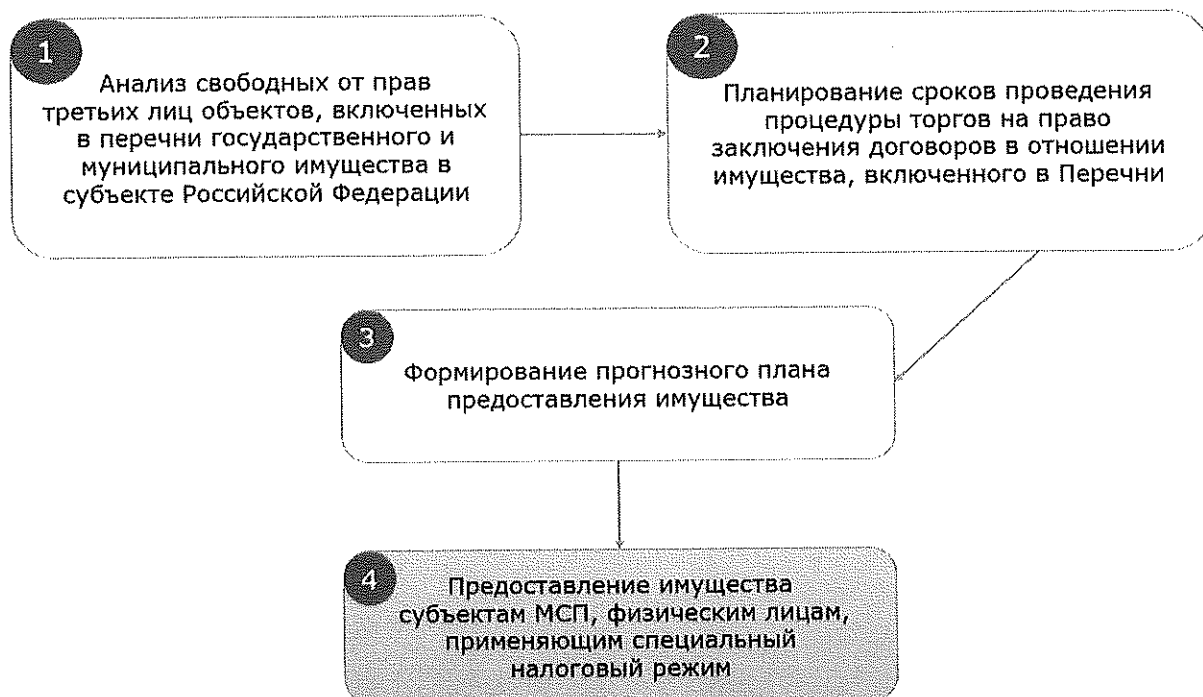 1
Анализ свободных от прав
третьих лиц объектов, включенных
в перечни государственного и
муниципального имущества в
субъекте Российской Федерации
2
Планирование сроков проведения
процедуры торгов на право
заключения договоров в отношении
имущества, включенного в Перечни
3
Формирование прогнозного плана
предоставления имущества
4
Предоставление имущества
субъектам МСП, физическим лицам,
применяющим специальный
налоговый режим